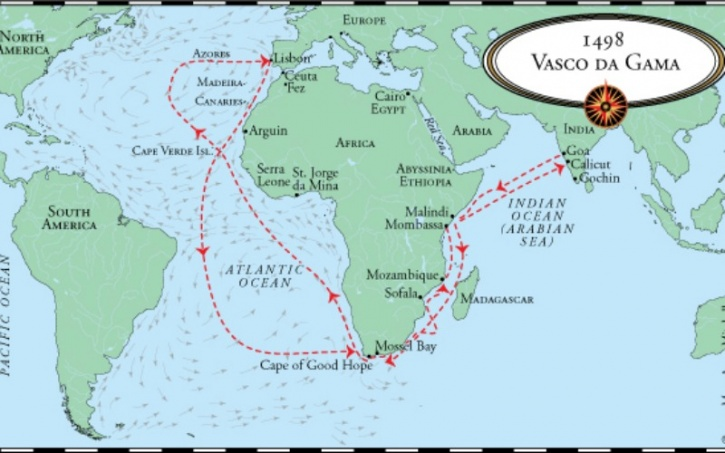 1498
VASCO DA GAMA
NORTH
AMERICA
EUROPE
AZORES
LISBON
CEUTA
FEZ
MADEIRA
CANARIES
CAIRO
EGYPT
RED SEA
ARABIA
INDIA
ARGUIN
AFRICA
CAPE VERDE ISL.
GOA
CALICUT
GOCHIN
SERRA
LEONE
ST. JORGE
DA MINA
ABYSSINIA-
ETHIOPIA
SOUTH
AMERICA
MALINDI
MOMBASSA
INDIAN
OCEAN
(ARABIAN
SEA)
ATLANTIC
OCEAN
PACIFIC OCEAN
MOZAMBIQUE
SOFALA
MADAGASCAR
MOSSEL BAY
CAPE OF GOOD HOPE